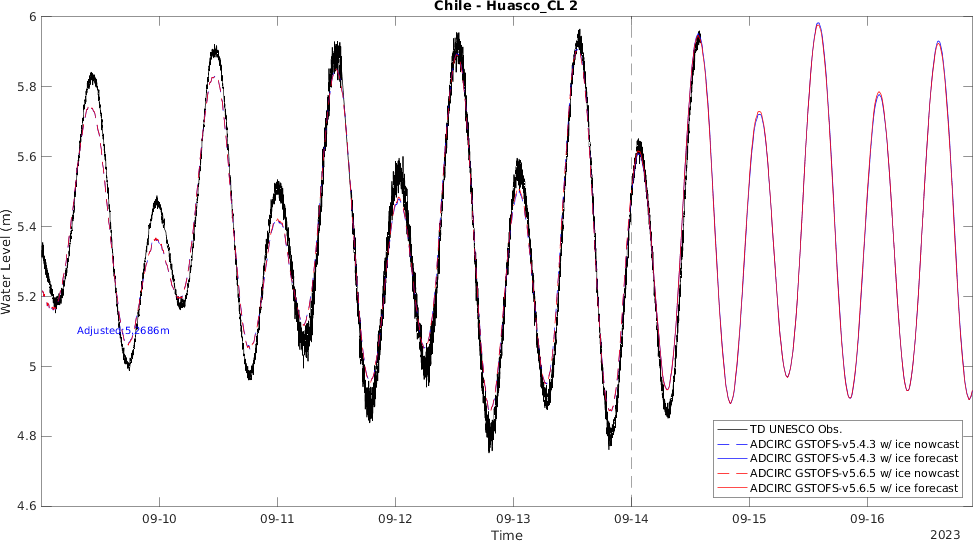 Chile - Huasco_CL 2
6
5.8
5.6
5.4
5.2
5
4.8
4.6
Water Level (m)
Adjusted:5.2686m
TD UNESCO Obs.
ADCIRC GSTOFS-v5.4.3 w/ ice nowcast
ADCIRC GSTOFS-v5.4.3 w/ ice forecast
ADCIRC GSTOFS-v5.6.5 w/ ice nowcast
ADCIRC GSTOFS-v5.6.5 w/ ice forecast
09-10 09-11 09-12 09-13 09-14 09-15 09-16
Time
2023